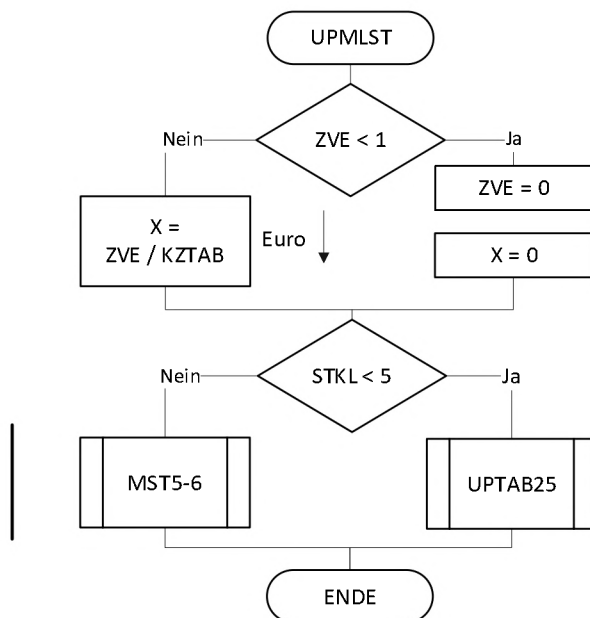 UPMLST
ZVE < 1
Nein
Ja
ZVE = 0
X =
ZVE / KZTAB
Euro
X = 0
STKL < 5
Nein
Ja
MST5-6
UPTAB25
ENDE